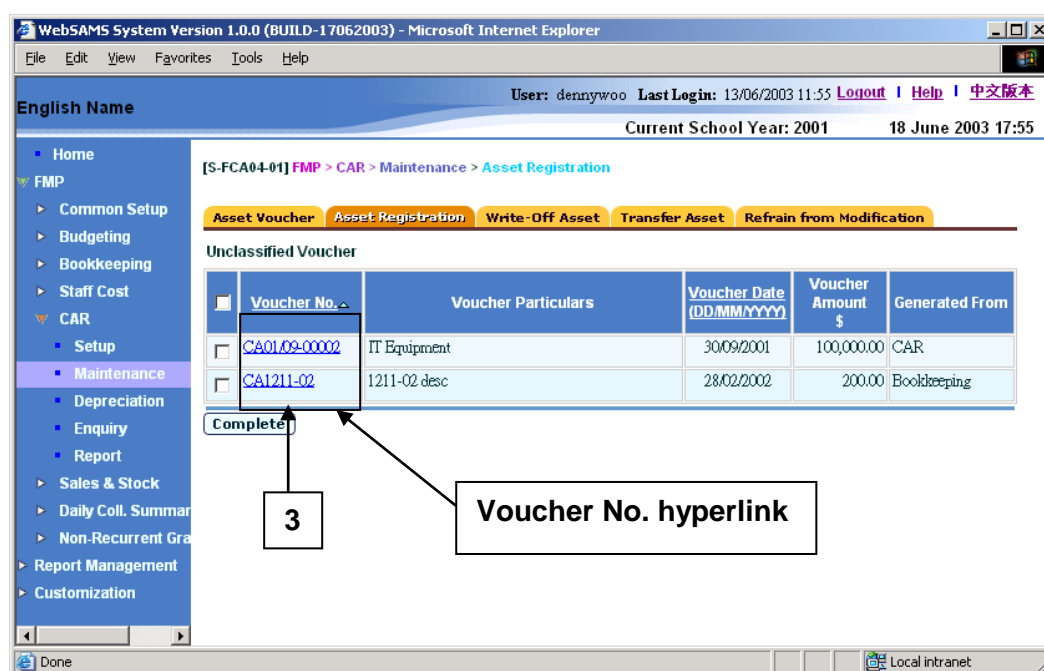 WebSAMS System Version 1.0.0 (BUILD-17062003) - Microsoft Internet Explorer
File Edit View Favorites Tools Help
User: dennywoo Last Login: 13/06/2003 11:55 Logout | Help | 中文版本
English Name
Current School Year: 2001 18 June 2003 17:55
Home
FMP
Common Setup
Budgeting
Bookkeeping
Staff Cost
CAR
Setup
Maintenance
Depreciation
Enquiry
Report
Sales & Stock
Daily Coll. Summar
Non-Recurrent Gra
Report Management
Customization
[S-FCA04-01] FMP > CAR > Maintenance > Asset Registration
Asset Voucher Asset Registration Write-Off Asset Transfer Asset Refrain from Modification
Unclassified Voucher
Voucher No. Voucher Particulars Voucher Date (DD/MM/YYYY) Voucher Amount $ Generated From
CA01/09-00002 IT Equipment 30/09/2001 100,000.00 CAR
CA1211-02 1211-02 desc 28/02/2002 200.00 Bookkeeping
Complete
3
Voucher No. hyperlink
Done Local intranet